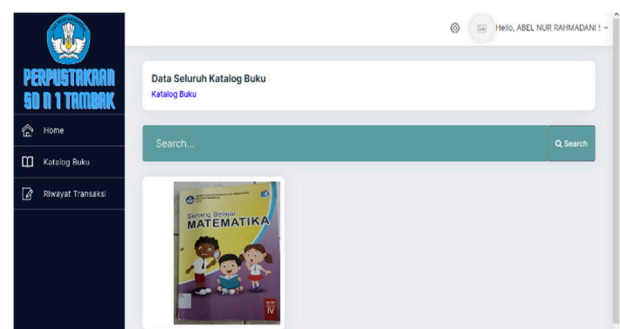 Hello, ABEL NUR RAHMADANI !
PERPUSTAKAAN
SD N 1 TAMBAK
Home
Katalog Buku
Riwayat Transaksi
Data Seluruh Katalog Buku
Katalog Buku
Search...
Search
Senang Belajar
MATEMATIKA
IV